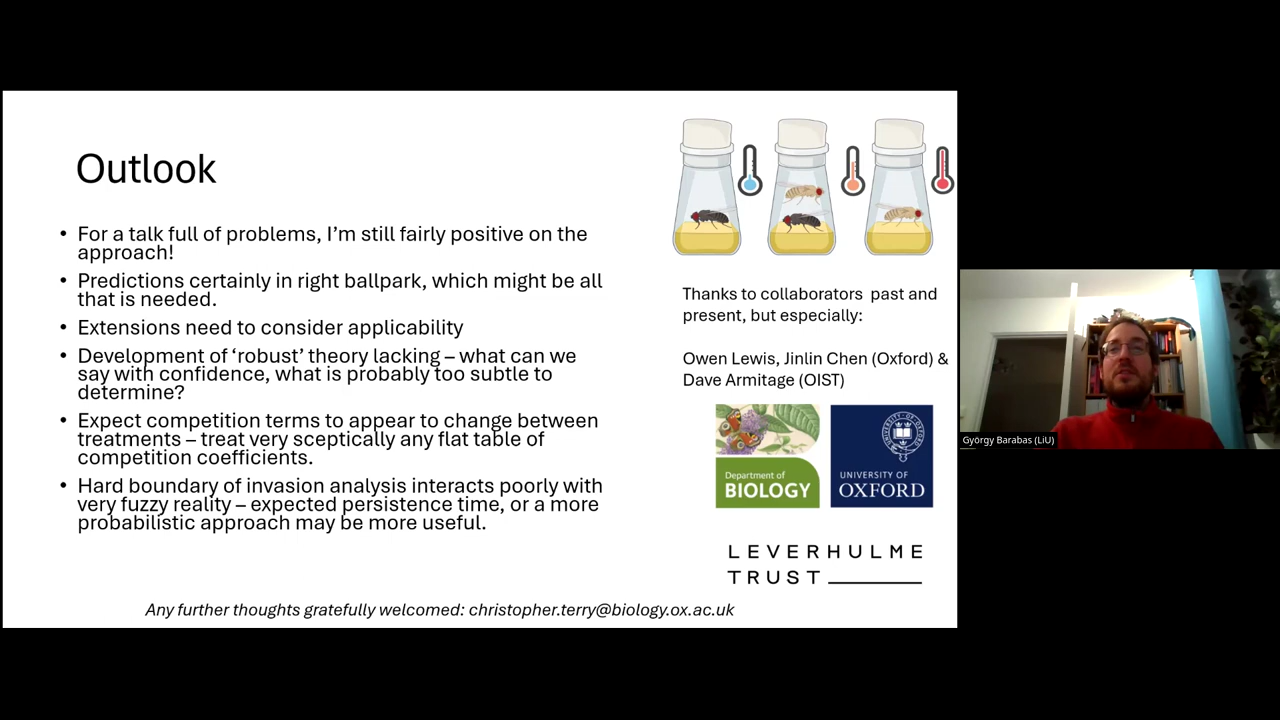 Outlook
• For a talk full of problems, I'm still fairly positive on the
approach!
• Predictions certainly in right ballpark, which might be all
that is needed.
• Extensions need to consider applicability
• Development of ‘robust’ theory lacking – what can we
say with confidence, what is probably too subtle to
determine?
• Expect competition terms to appear to change between
treatments – treat very sceptically any flat table of
competition coefficients.
• Hard boundary of invasion analysis interacts poorly with
very fuzzy reality – expected persistence time, or a more
probabilistic approach may be more useful.
Thanks to collaborators past and
present, but especially:
Owen Lewis, Jinlin Chen (Oxford) &
Dave Armitage (OIST)
Department of
BIOLOGY
UNIVERSITY OF
OXFORD
LEVERHULME
TRUST
Any further thoughts gratefully welcomed: christopher.terry@biology.ox.ac.uk
György Barabas (LiU)